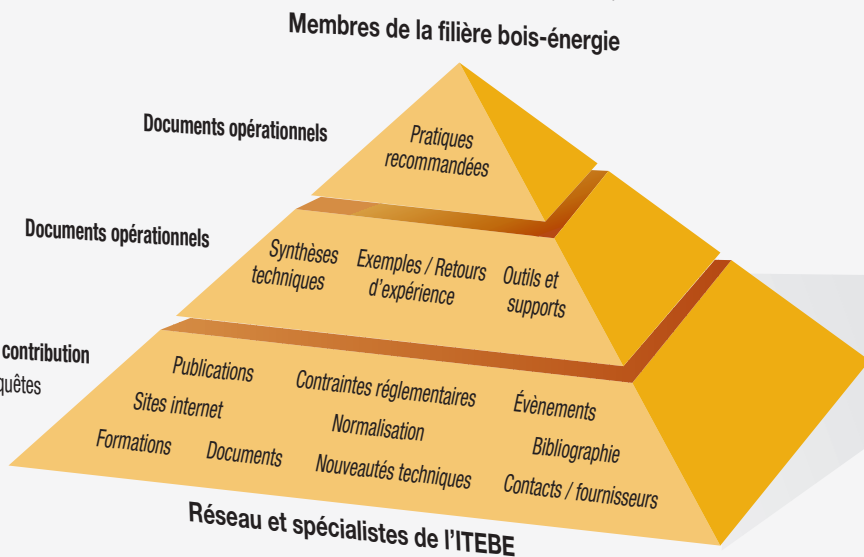 Membres de la filière bois-énergie
Documents opérationnels
Pratiques
recommandées
Documents opérationnels
Synthèses
techniques
Exemples / Retours
d'expérience
Outils et
supports
contribution
quêtes
Publications
Contraintes réglementaires
Évènements
Sites internet
Normalisation
Bibliographie
Formations
Documents
Nouveautés techniques
Contacts / fournisseurs
Réseau et spécialistes de l'ITEBE